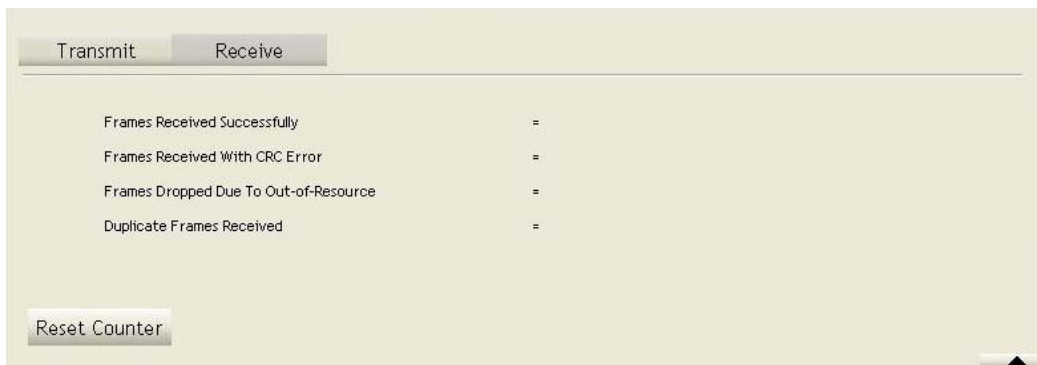 Transmit Receive
Frames Received Successfully =
Frames Received With CRC Error =
Frames Dropped Due To Out-of-Resource =
Duplicate Frames Received =
Reset Counter